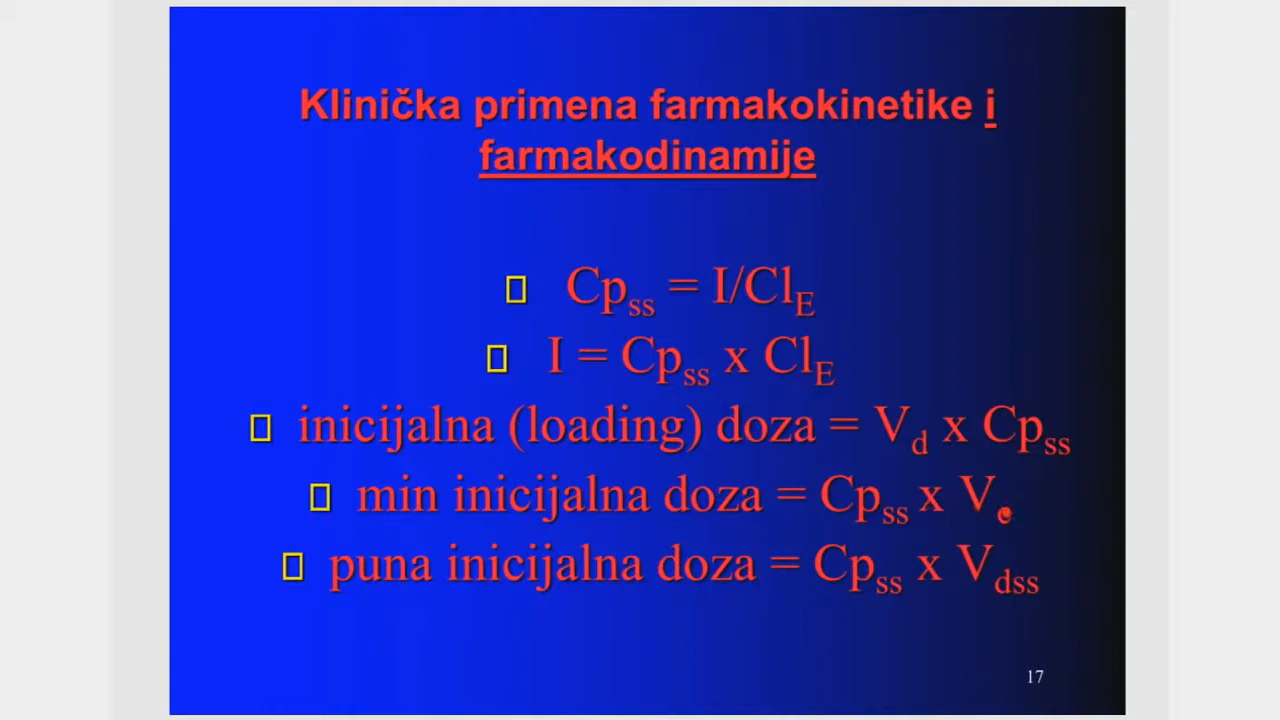 Klinička primena farmakokinetike i
farmakodinamije
Cpss = I/ClE
I = Cpss x ClE
inicijalna (loading) doza = Vd x Cpss
min inicijalna doza = Cpss x Vc
puna inicijalna doza = Cpss x Vdss
17